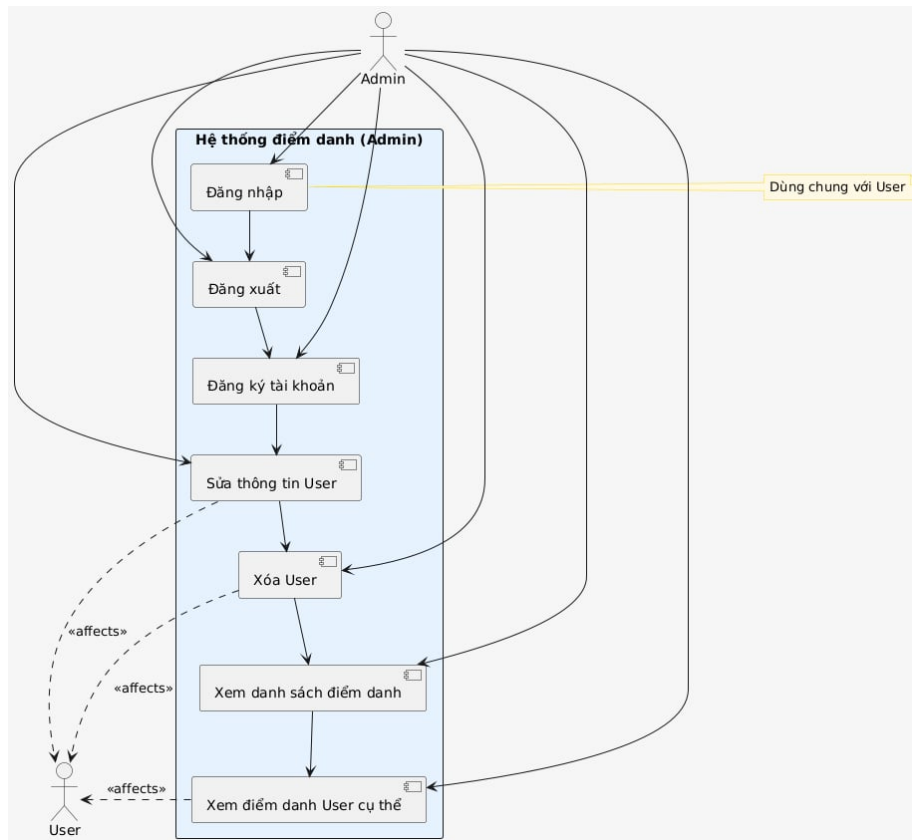 Admin
Hệ thống điểm danh (Admin)
Đăng nhập
Dùng chung với User
Đăng xuất
Đăng ký tài khoản
Sửa thông tin User
Xóa User
«affects»
Xem danh sách điểm danh
«affects»
«affects»
Xem điểm danh User cụ thể
User